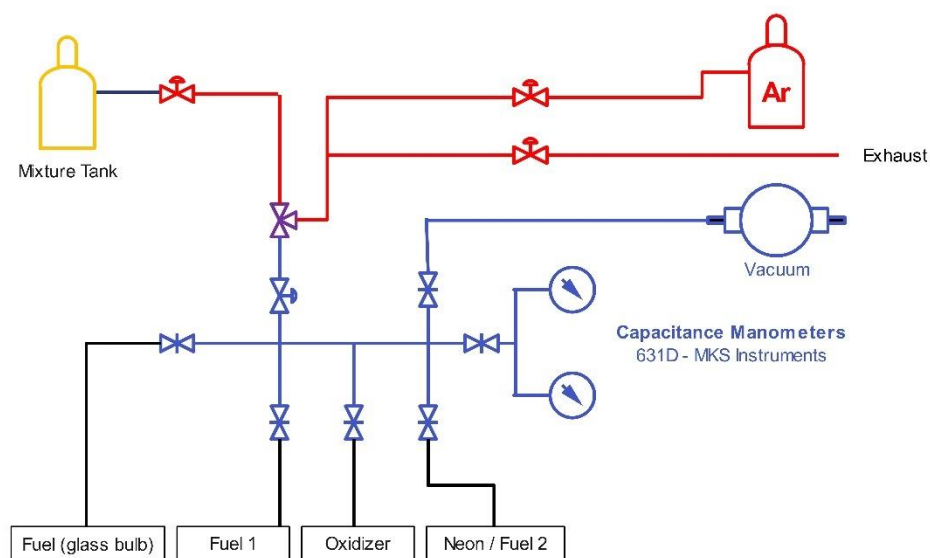 Ar
Mixture Tank
Exhaust
Vacuum
Capacitance Manometers
631D - MKS Instruments
Fuel (glass bulb)
Fuel 1
Oxidizer
Neon / Fuel 2